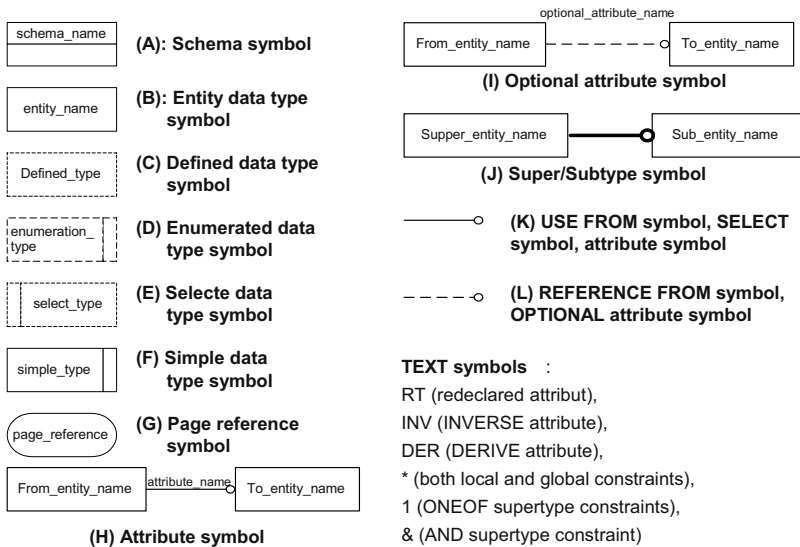 schema_name
(A): Schema symbol
entity_name
(B): Entity data type
symbol
Defined_type
(C) Defined data type
symbol
enumeration_
type
(D) Enumerated data
type symbol
select_type
(E) Selecte data
type symbol
simple_type
(F) Simple data
type symbol
page_reference
(G) Page reference
symbol
From_entity_name
attribute_name
To_entity_name
(H) Attribute symbol
optional_attribute_name
From_entity_name
To_entity_name
(I) Optional attribute symbol
Supper_entity_name
Sub_entity_name
(J) Super/Subtype symbol
(K) USE FROM symbol, SELECT
symbol, attribute symbol
(L) REFERENCE FROM symbol,
OPTIONAL attribute symbol
TEXT symbols :
RT (redeclared attribut),
INV (INVERSE attribute),
DER (DERIVE attribute),
* (both local and global constraints),
1 (ONEOF supertype constraints),
& (AND supertype constraint)